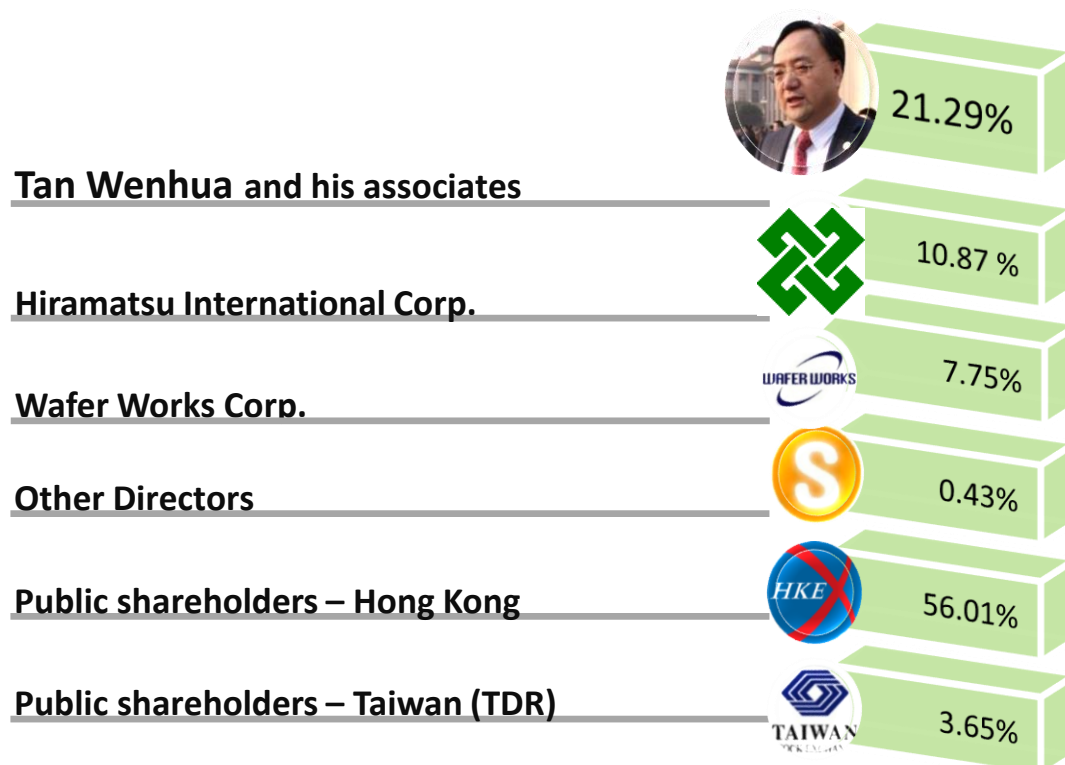 21.29%
Tan Wenhua and his associates
10.87 %
Hiramatsu International Corp.
WAFER WORKS
7.75%
Wafer Works Corp.
S
0.43%
Other Directors
HKEX
56.01%
Public shareholders – Hong Kong
TAIWAN
3.65%
Public shareholders – Taiwan (TDR)